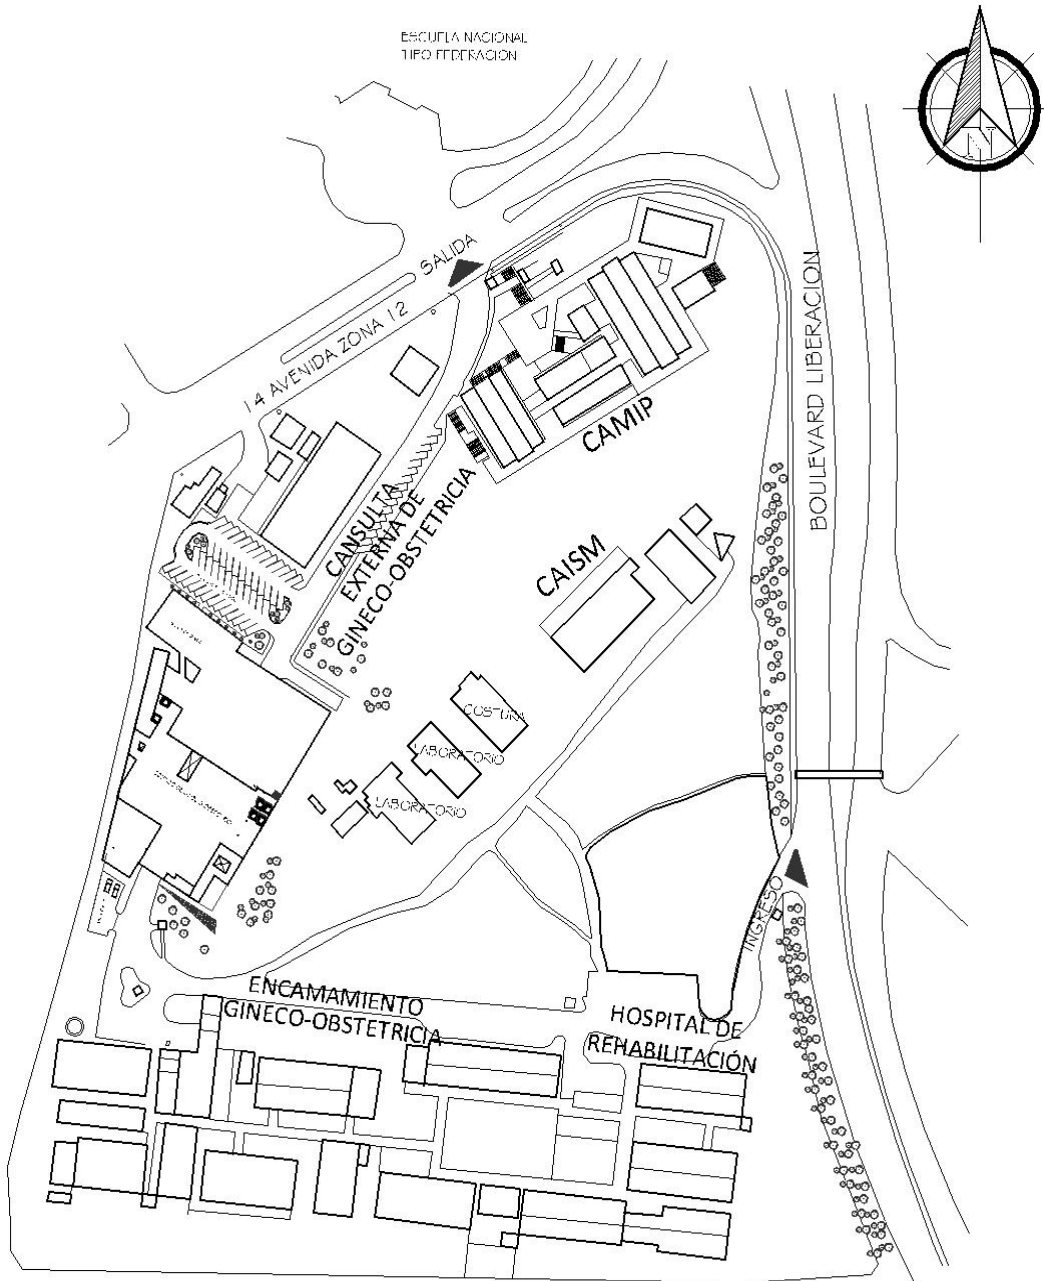 ESCUELA NACIONAL
TIPO FEDERACION
N
SALIDA
14 AVENIDA ZONA 12
BOULEVARD LIBERACION
CAMIP
CANSULTA
EXTERNA DE
GINECO-OBSTETRICIA
CAISM
COSTURA
LABORATORIO
LABORATORIO
INGRESO
ENCAMAMIENTO
GINECO-OBSTETRICIA
HOSPITAL DE
REHABILITACIÓN